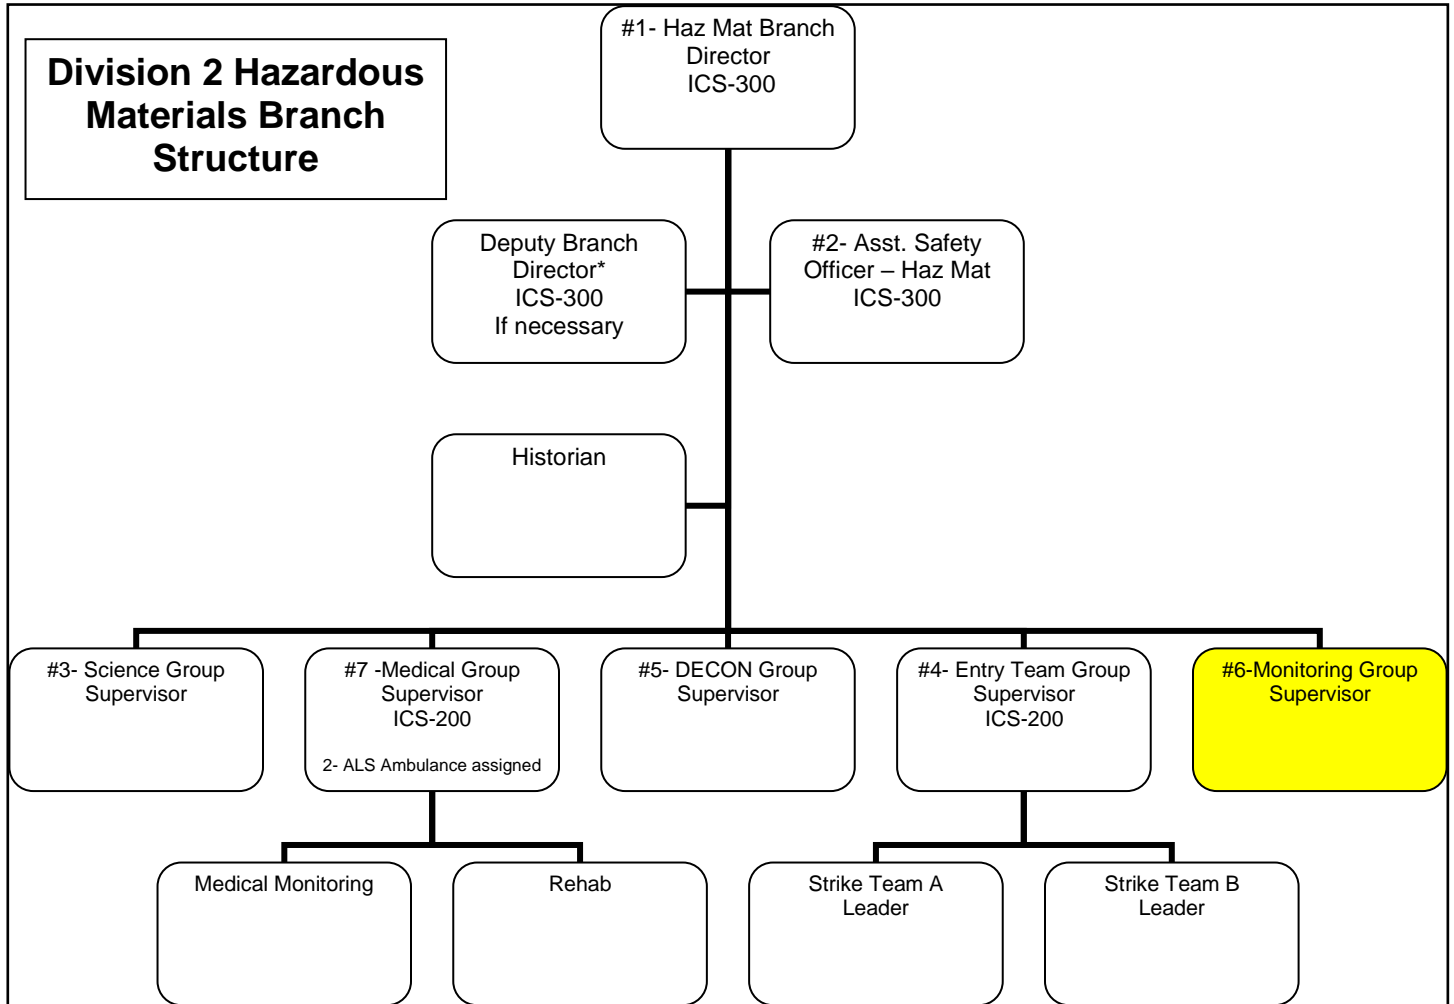 #1- Haz Mat Branch
Director
ICS-300
Division 2 Hazardous
Materials Branch
Structure
Deputy Branch
Director*
ICS-300
If necessary
#2- Asst. Safety
Officer – Haz Mat
ICS-300
Historian
#3- Science Group
Supervisor
#7 -Medical Group
Supervisor
ICS-200
2- ALS Ambulance assigned
#5- DECON Group
Supervisor
#4- Entry Team Group
Supervisor
ICS-200
#6-Monitoring Group
Supervisor
Medical Monitoring
Rehab
Strike Team A
Leader
Strike Team B
Leader